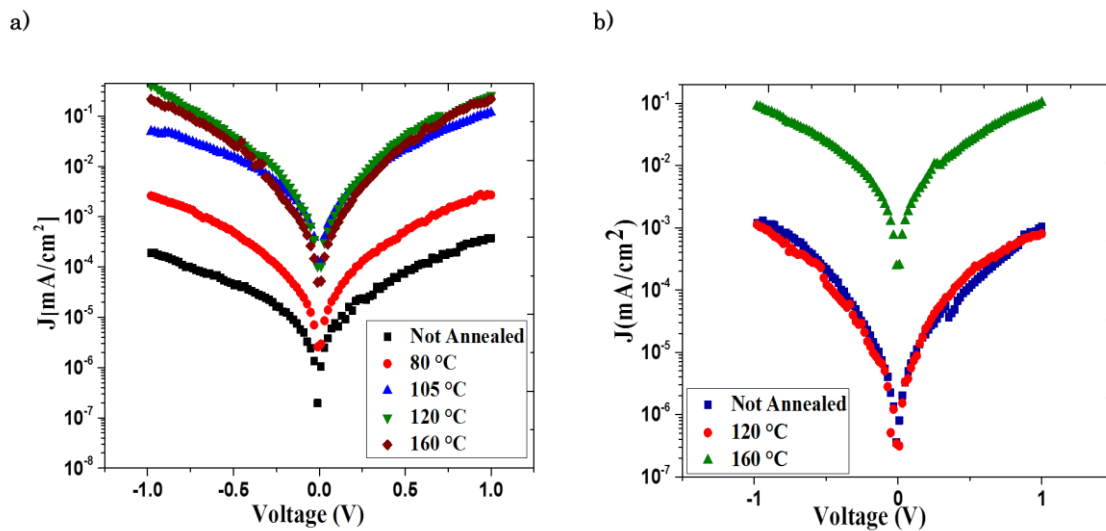 a)
b)
J[mA/cm²]
10⁻¹
10⁻²
10⁻³
10⁻⁴
10⁻⁵
10⁻⁶
10⁻⁷
10⁻⁸
-1.0 -0.5 0.0 0.5 1.0
Voltage (V)
Not Annealed
80 °C
105 °C
120 °C
160 °C
J(mA/cm²)
10⁻¹
10⁻²
10⁻³
10⁻⁴
10⁻⁵
10⁻⁶
10⁻⁷
-1 0 1
Voltage (V)
Not Annealed
120 °C
160 °C